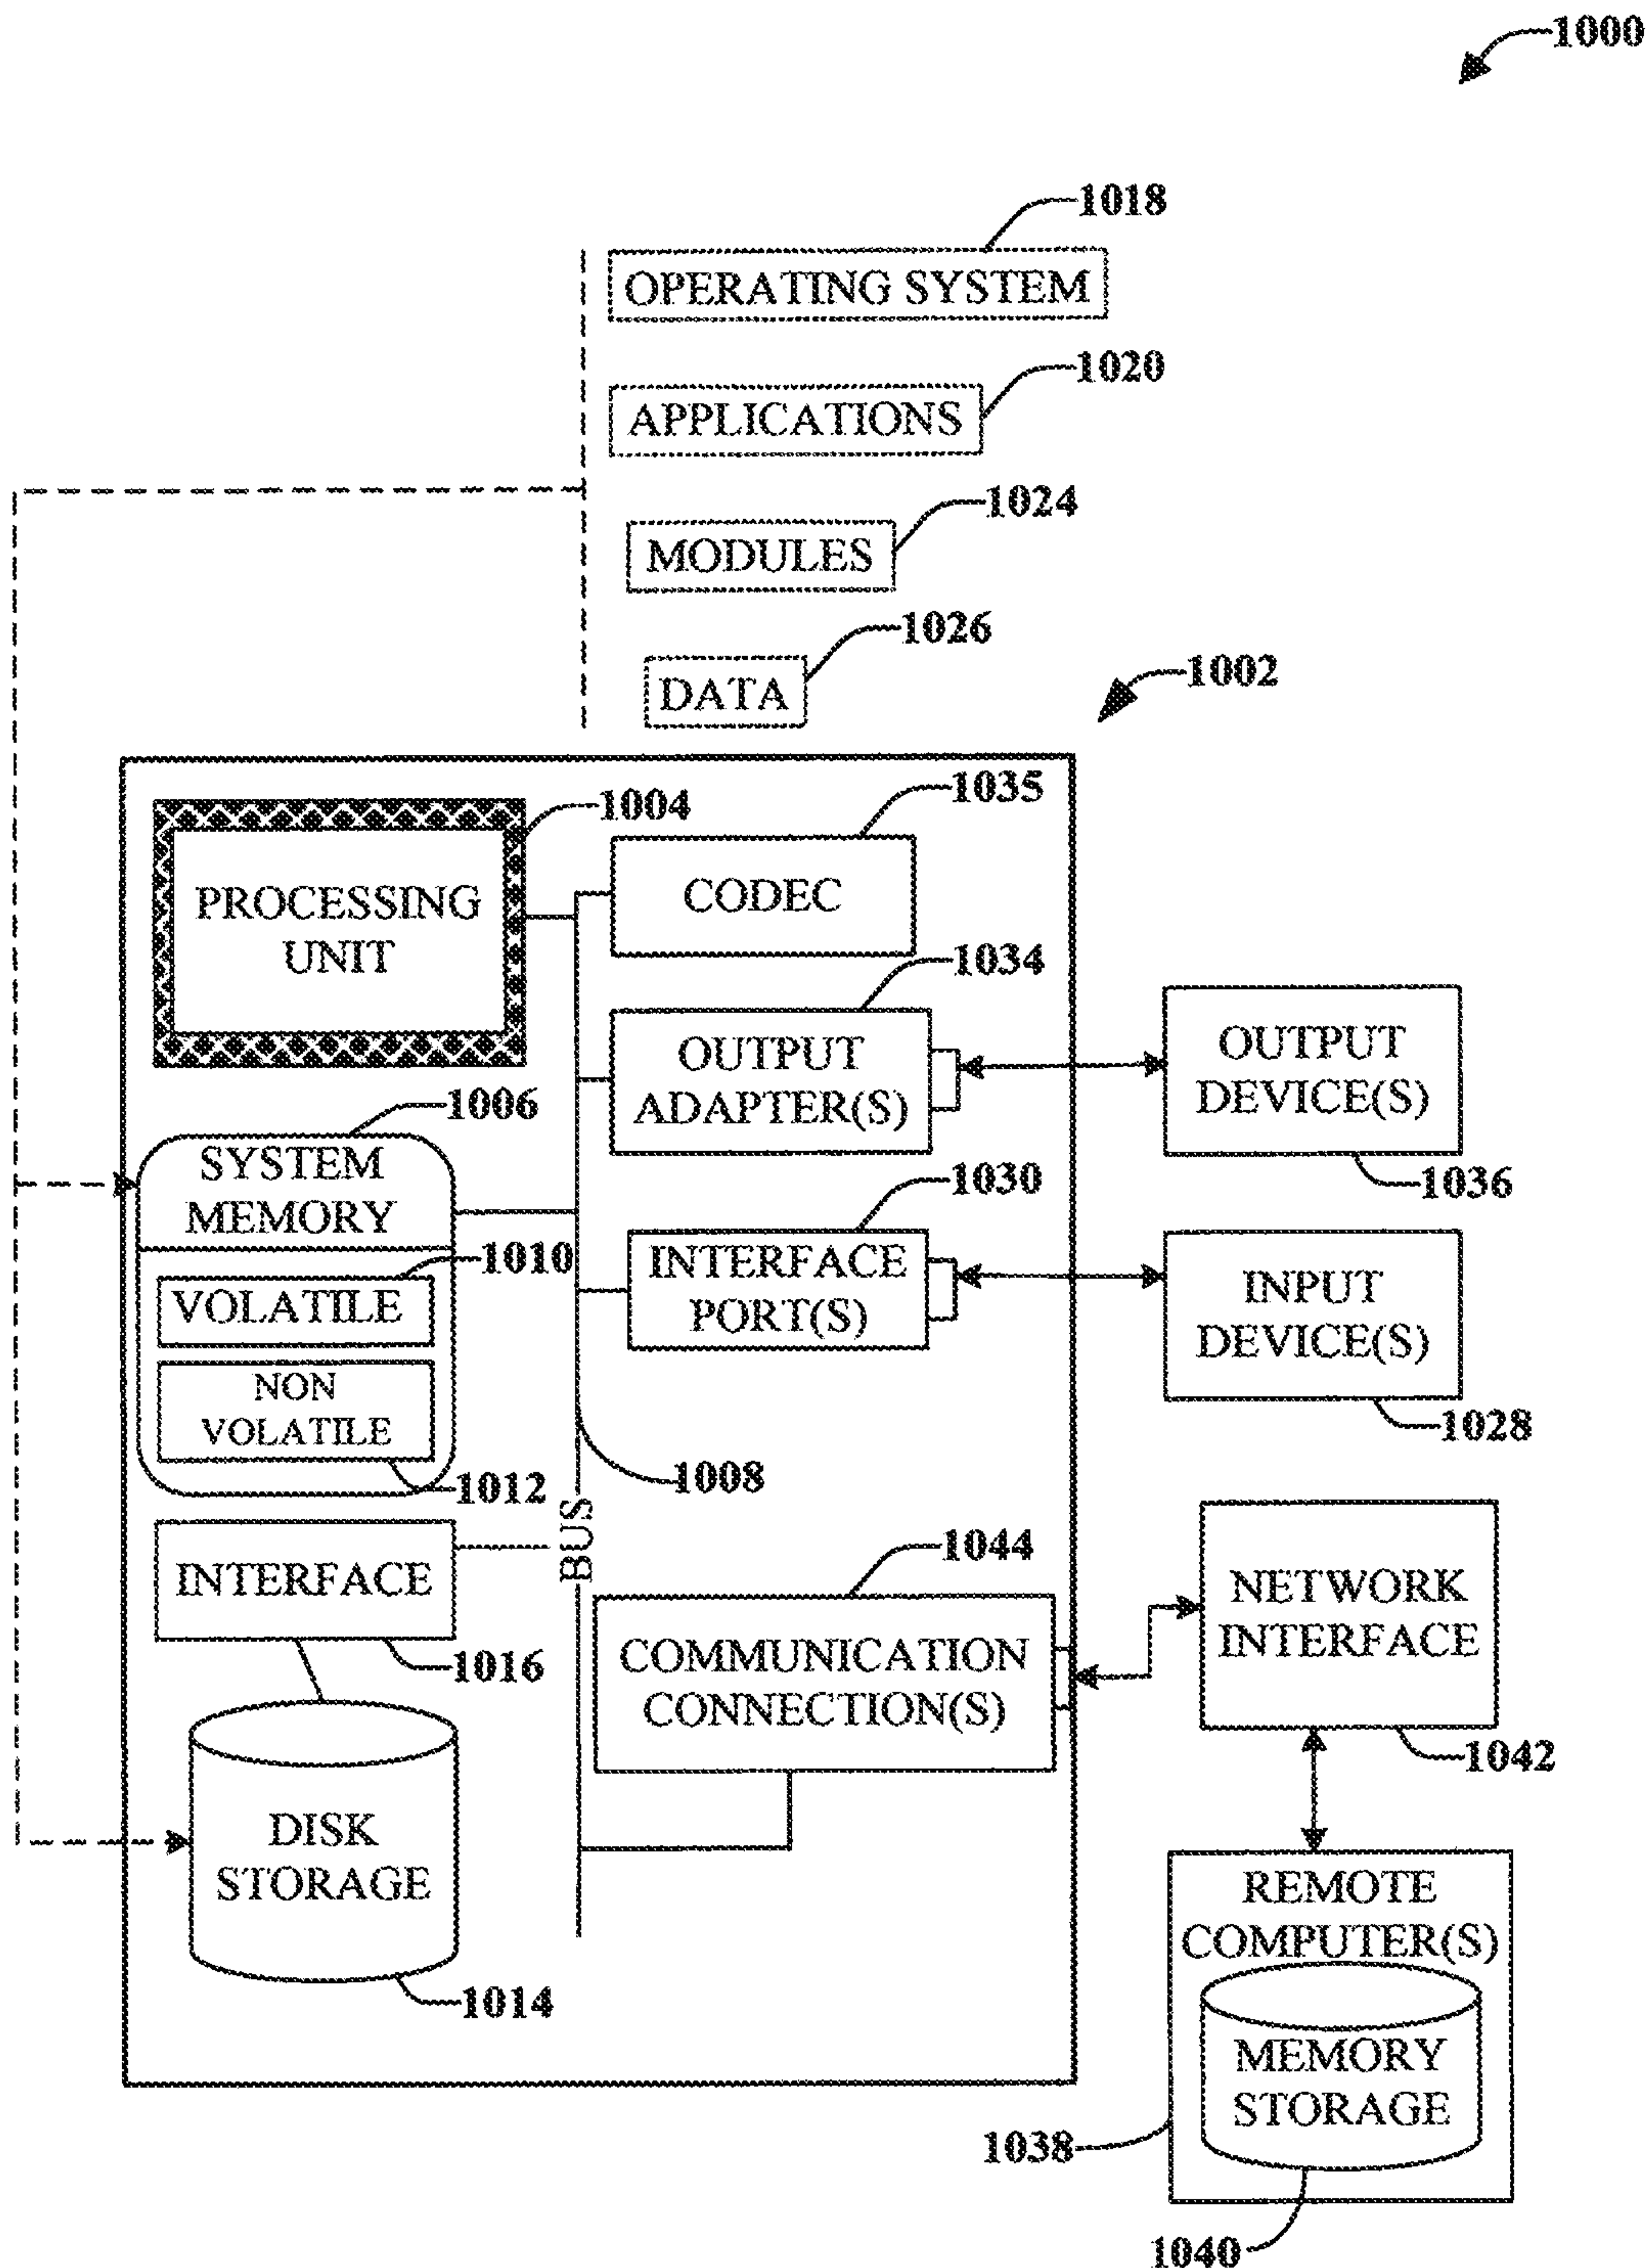 1000
1018
OPERATING SYSTEM
1020
APPLICATIONS
1024
MODULES
1026
DATA
1002
1035
1004
PROCESSING
UNIT
CODEC
1034
OUTPUT
ADAPTER(S)
OUTPUT
DEVICE(S)
1036
1006
SYSTEM
MEMORY
1030
1010
VOLATILE
INTERFACE
PORT(S)
INPUT
DEVICE(S)
1028
NON
VOLATILE
1012
1008
BUS
INTERFACE
1016
1044
COMMUNICATION
CONNECTION(S)
NETWORK
INTERFACE
1042
DISK
STORAGE
1014
REMOTE
COMPUTER(S)
MEMORY
STORAGE
1038
1040